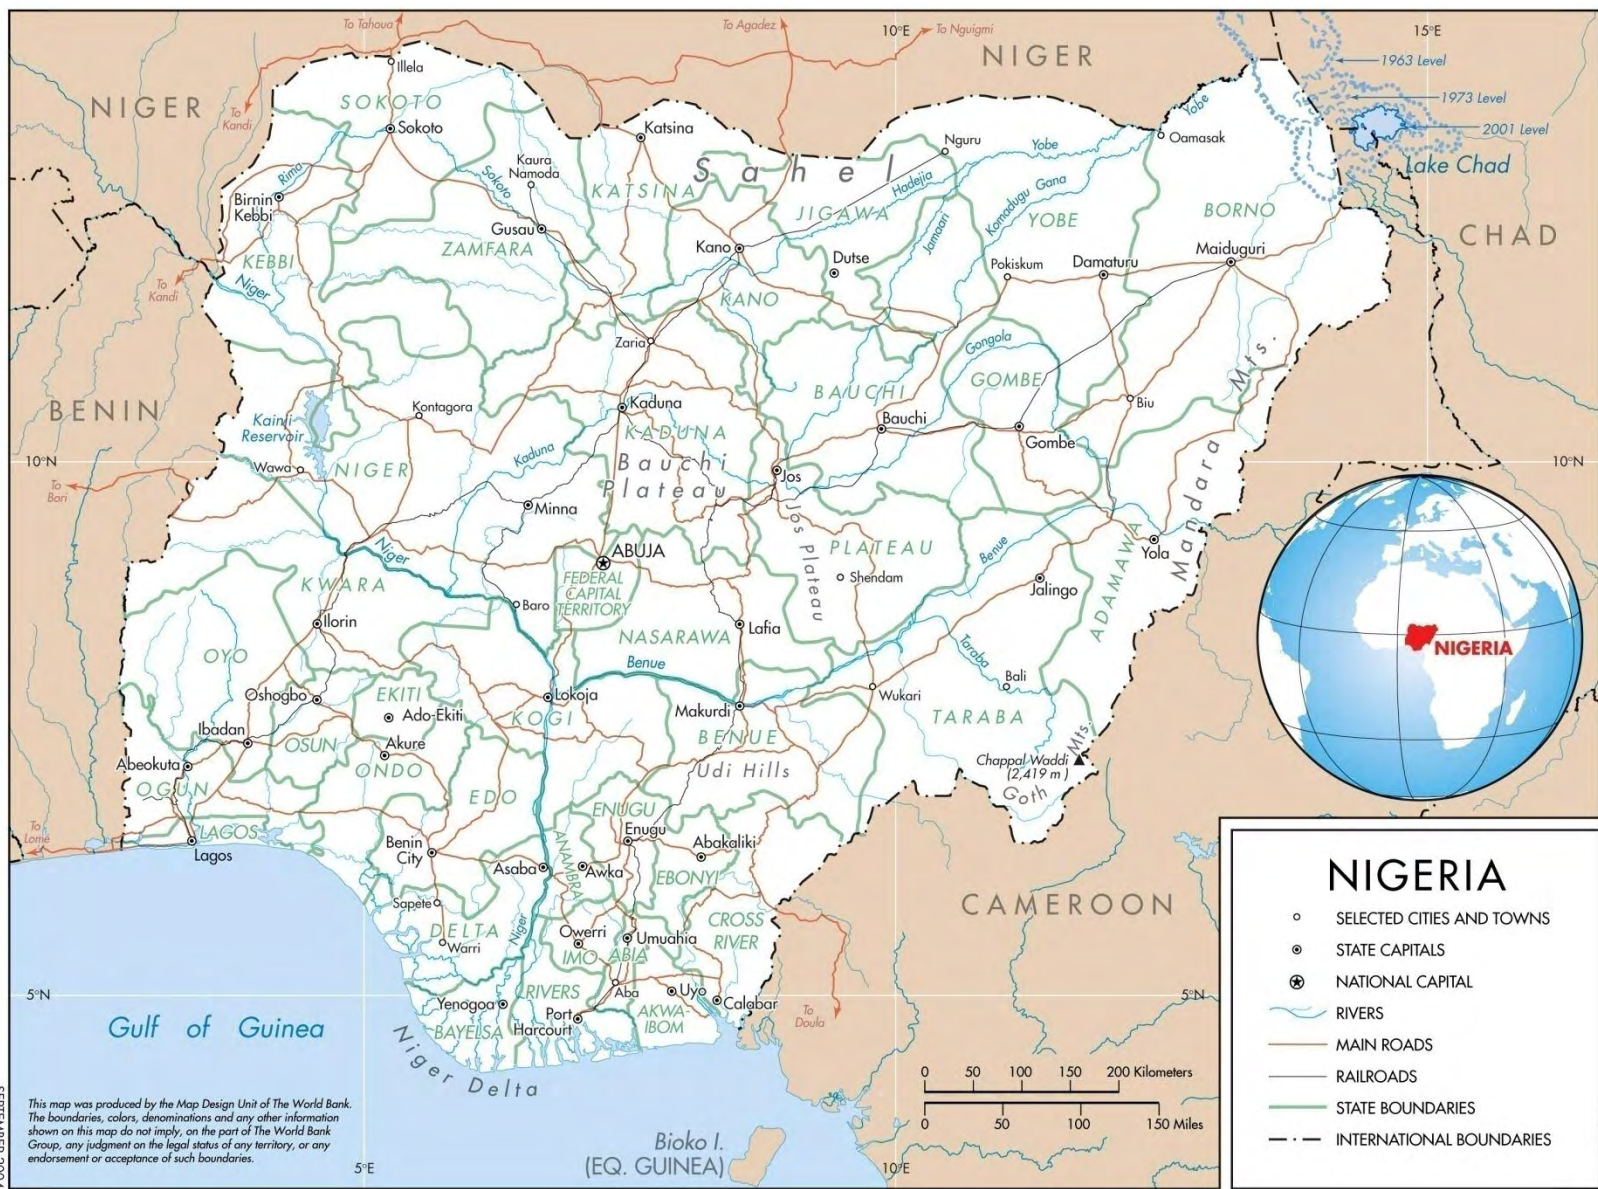 To Tahoua
To Agadez
10°E
To Nguigmi
15°E
NIGER
1963 Level
Illela
NIGER
SOKOTO
To
Kandi
1973 Level
Yobe
Sokoto
Katsina
2001 Level
Oamasak
Nguru
Yobe
Kaura
Namoda
Sahel
Lake Chad
Rima
Sokoto
KATSINA
Hadejia
Komadugu Gana
Birnin
Kebbi
JIGAWA
YOBE
BORNO
Gusau
Jamaari
CHAD
ZAMFARA
Kano
Maiduguri
KEBBI
Dutse
Pokiskum
Damaturu
To
Kandi
Niger
KANO
Zaria
Gongola
Mts.
GOMBE
BAUCHI
BENIN
Kaduna
Biu
Kontagora
Kainji
Reservoir
Bauchi
KADUNA
Gombe
Kaduna
Bauchi
Plateau
10°N
10°N
Wawa
NIGER
Jos
To
Bori
Mandara
Minna
Jos Plateau
ADAMAWA
Niger
ABUJA
PLATEAU
Benue
Yola
FEDERAL
CAPITAL
TERRITORY
Shendam
Jalingo
KWARA
Baro
Ilorin
NASARAWA
Lafia
NIGERIA
OYO
Benue
Taraba
Bali
Oshogbo
EKITI
Lokoja
Wukari
Ado-Ekiti
KOGI
Makurdi
TARABA
Ibadan
OSUN
Akure
BENUE
Mts.
Abeokuta
ONDO
Udi Hills
Chappal Waddi
(2,419 m)
OGUN
EDO
Goth
ENUGU
To
Lome
LAGOS
Enugu
Abakaliki
Lagos
Benin
City
ANAMBRA
Asaba
Awka
EBONYI
Sapete
CROSS
RIVER
CAMEROON
DELTA
Niger
Owerri
Umuahia
Warri
IMO
ABIA
5°N
RIVERS
Aba
Uyo
5°N
Yenogoa
Calabar
Port
Harcourt
AKWA-
IBOM
To
Doula
Gulf of Guinea
BAYELSA
Niger Delta
0 50 100 150 200 Kilometers
0 50 100 150 Miles
This map was produced by the Map Design Unit of The World Bank.
The boundaries, colors, denominations and any other information
shown on this map do not imply, on the part of The World Bank
Group, any judgment on the legal status of any territory, or any
endorsement or acceptance of such boundaries.
Bioko I.
(EQ. GUINEA)
5°E
10°E
NIGERIA
SELECTED CITIES AND TOWNS
STATE CAPITALS
NATIONAL CAPITAL
RIVERS
MAIN ROADS
RAILROADS
STATE BOUNDARIES
INTERNATIONAL BOUNDARIES